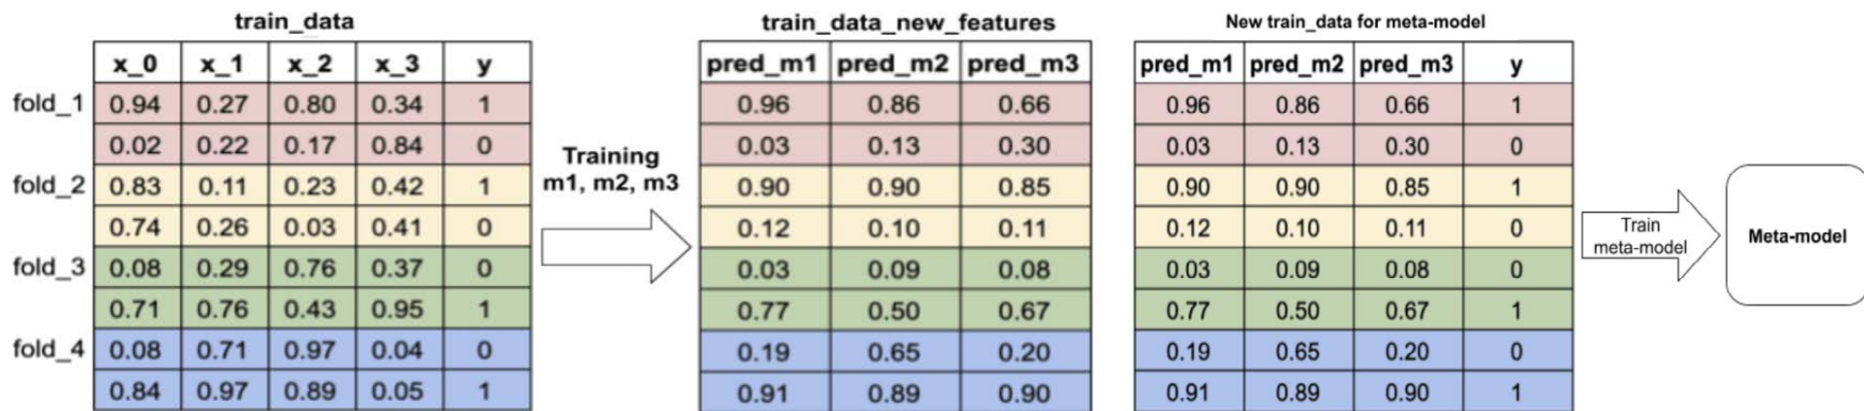 train_data
train_data_new_features
New train_data for meta-model
x_0 x_1 x_2 x_3 y
pred_m1 pred_m2 pred_m3
pred_m1 pred_m2 pred_m3 y
fold_1 0.94 0.27 0.80 0.34 1
0.96 0.86 0.66
0.96 0.86 0.66 1
0.02 0.22 0.17 0.84 0
0.03 0.13 0.30
0.03 0.13 0.30 0
fold_2 0.83 0.11 0.23 0.42 1
0.90 0.90 0.85
0.90 0.90 0.85 1
0.74 0.26 0.03 0.41 0
0.12 0.10 0.11
0.12 0.10 0.11 0
fold_3 0.08 0.29 0.76 0.37 0
0.03 0.09 0.08
0.03 0.09 0.08 0
0.71 0.76 0.43 0.95 1
0.77 0.50 0.67
0.77 0.50 0.67 1
fold_4 0.08 0.71 0.97 0.04 0
0.19 0.65 0.20
0.19 0.65 0.20 0
0.84 0.97 0.89 0.05 1
0.91 0.89 0.90
0.91 0.89 0.90 1
Training
m1, m2, m3
Train
meta-model
Meta-model